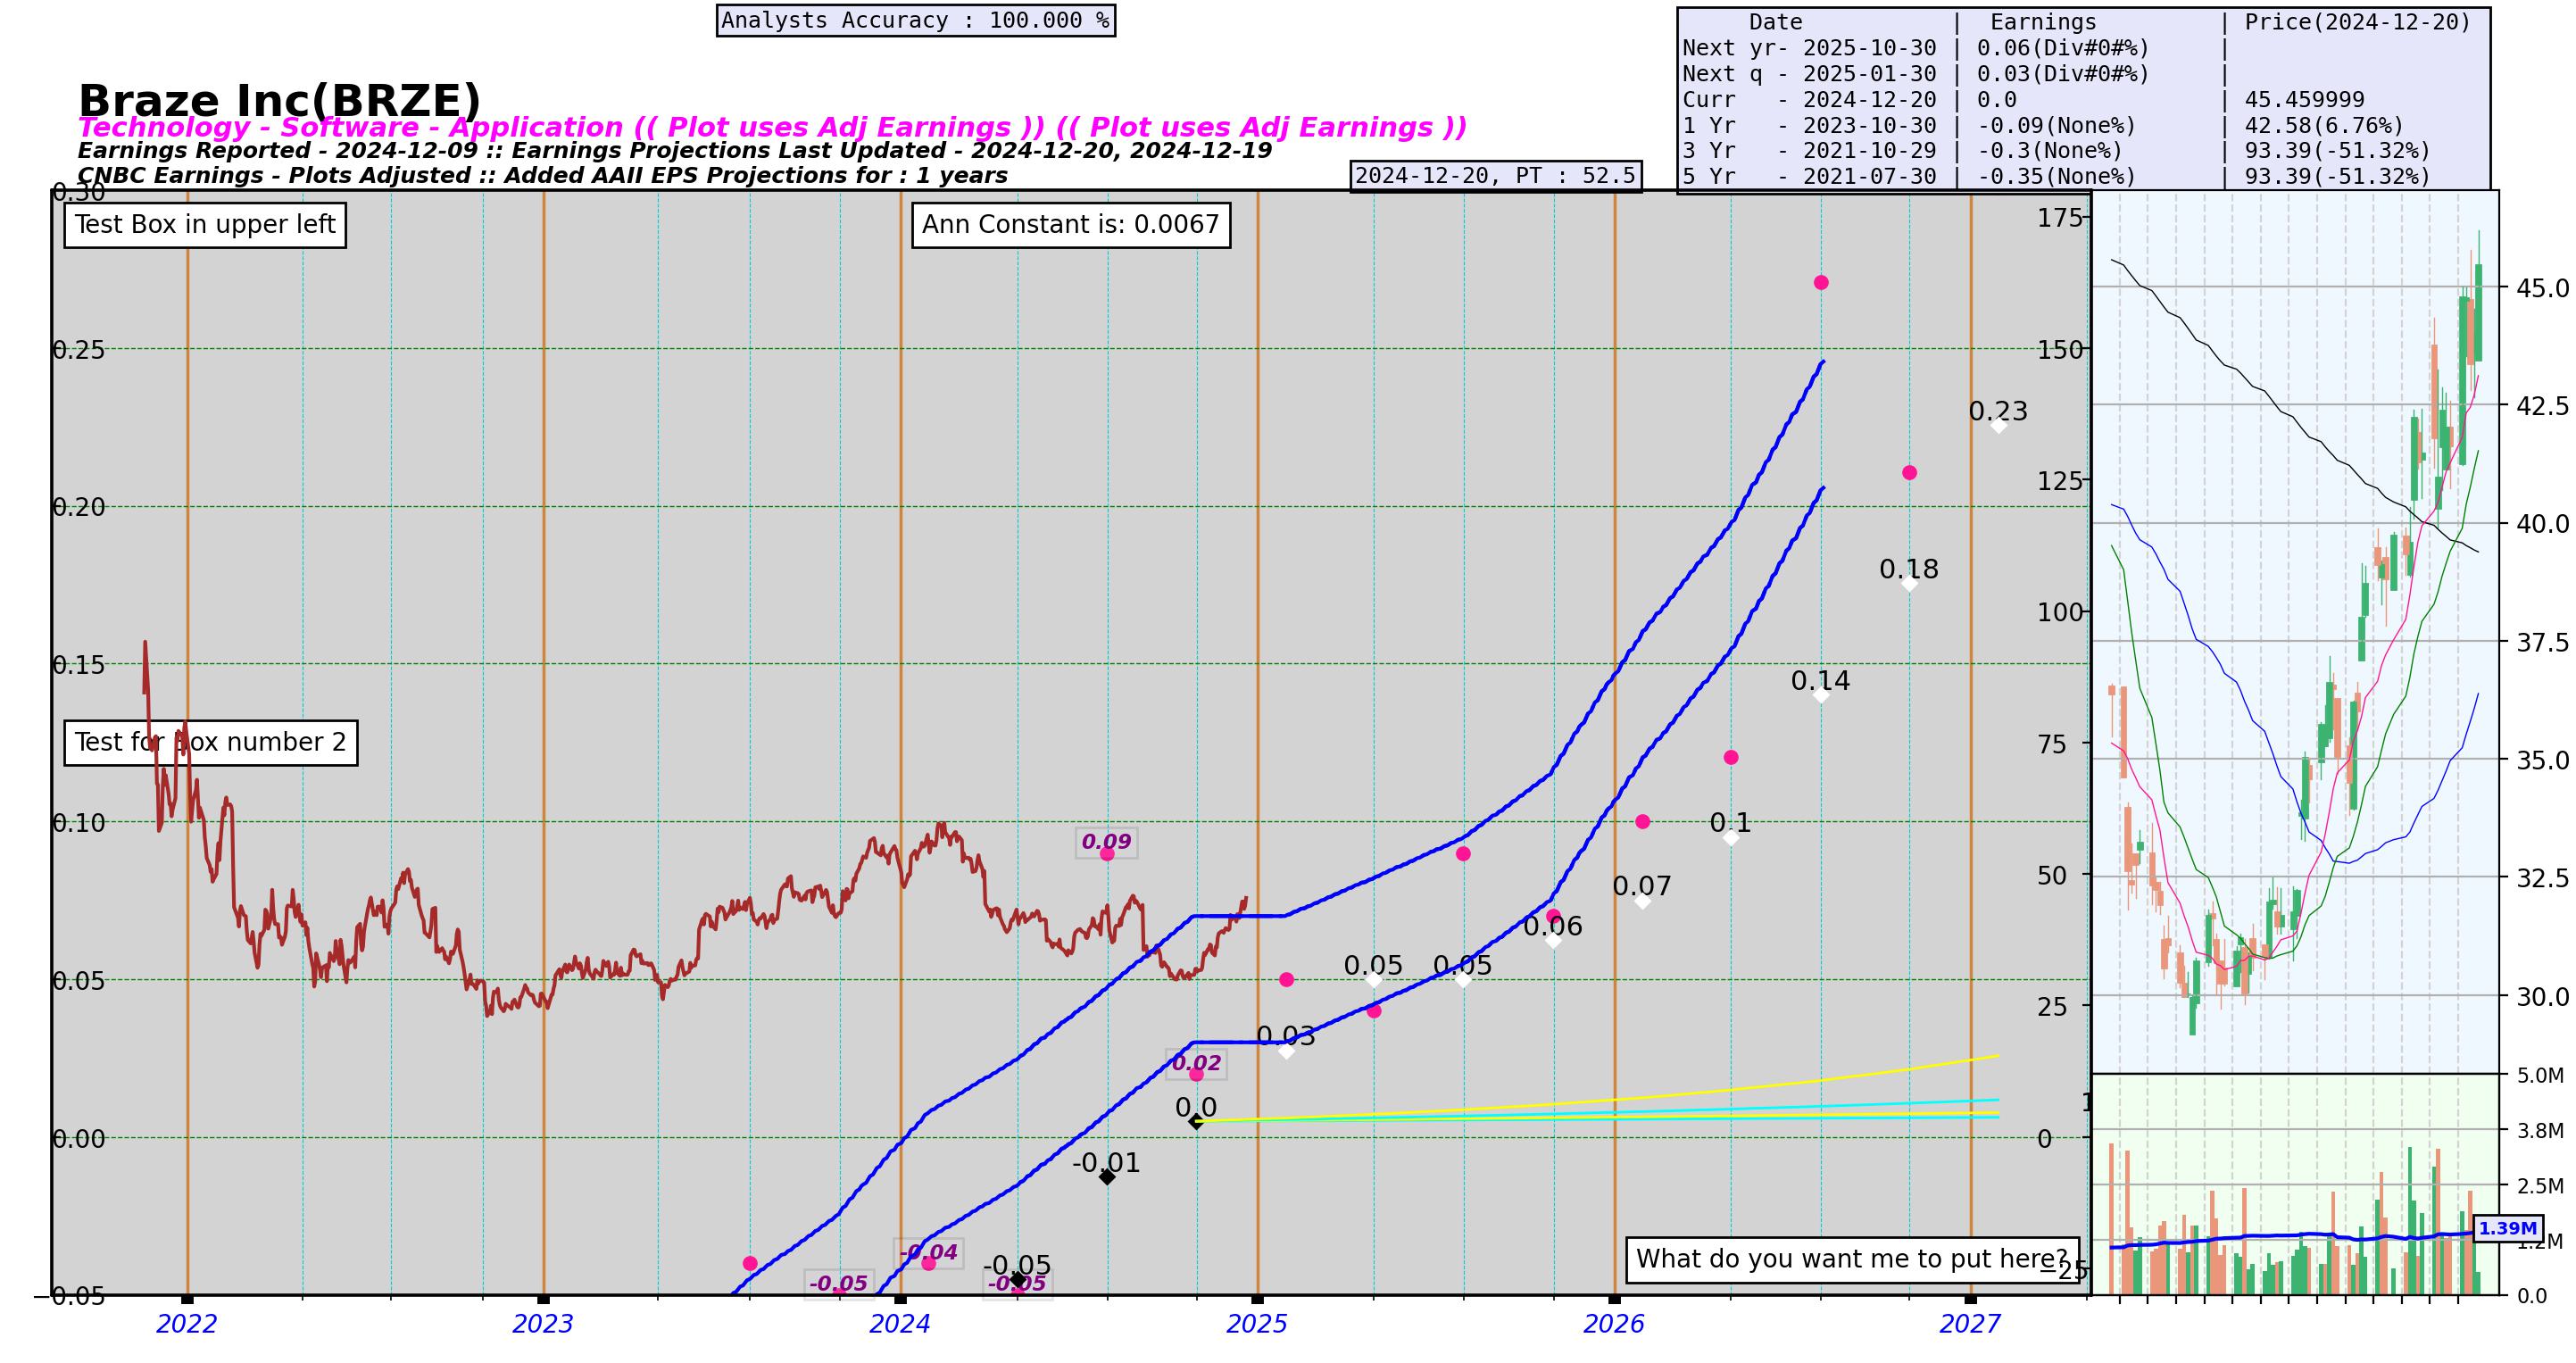 Analysts Accuracy : 100.000 %
Date | Earnings | Price(2024-12-20)
Next yr- 2025-10-30 | 0.06(Div#0#%) |
Next q - 2025-01-30 | 0.03(Div#0#%) |
Curr - 2024-12-20 | 0.0 | 45.459999
1 Yr - 2023-10-30 | -0.09(None%) | 42.58(6.76%)
3 Yr - 2021-10-29 | -0.3(None%) | 93.39(-51.32%)
5 Yr - 2021-07-30 | -0.35(None%) | 93.39(-51.32%)
Braze Inc(BRZE)
Technology - Software - Application (( Plot uses Adj Earnings )) (( Plot uses Adj Earnings ))
Earnings Reported - 2024-12-09 :: Earnings Projections Last Updated - 2024-12-20, 2024-12-19
CNBC Earnings - Plots Adjusted :: Added AAII EPS Projections for : 1 years
2024-12-20, PT : 52.5
Test Box in upper left
Ann Constant is: 0.0067
Test for Box number 2
What do you want me to put here?
0.30
0.25
0.20
0.15
0.10
0.05
0.00
−0.05
0.09
0.02
-0.04
-0.05
-0.05
-0.05
-0.01
0.0
0.03
0.05
0.05
0.06
0.07
0.1
0.14
0.18
0.23
175
150
125
100
75
50
25
1
0
−25
45.0
42.5
40.0
37.5
35.0
32.5
30.0
5.0M
3.8M
2.5M
1.39M
1.2M
0.0
2022
2023
2024
2025
2026
2027